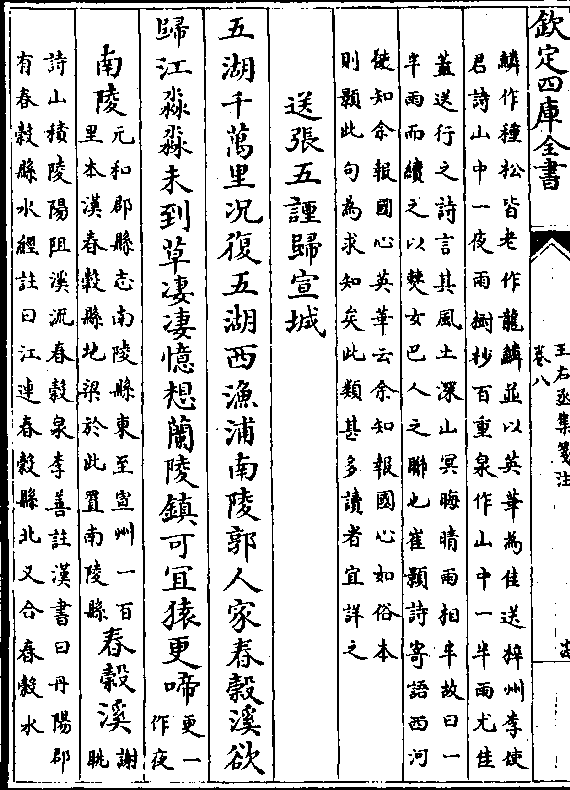 欽定四庫全書
王右丞集箋注
卷八
鱗作種松皆老作龍鱗並以英華為佳送梓州李使
君詩山中一夜雨樹杪百重泉作山中一半雨尤佳
蓋送行之詩言其風土深山冥晦晴雨相半故曰一
半雨而續之以僰女巴人之聯也崔顥詩寄語西河
使知余報國心英華云余知報國心如俗本
則顥此句為求知矣此類甚多讀者宜詳之
送張五諲歸宣城
五湖千萬里况復五湖西漁浦南陵郭人家春穀溪欲
歸江淼淼未到草凄凄憶想蘭陵鎮可宜猿更啼更一
作夜
南陵元和郡縣志南陵縣東至宣州一百
里本漢春穀縣地梁於此置南陵縣
春穀溪謝
朓
詩山積陵陽阻溪流春穀泉李善註漢書曰丹陽郡
有春穀縣水經註曰江連春穀縣北又合春穀水